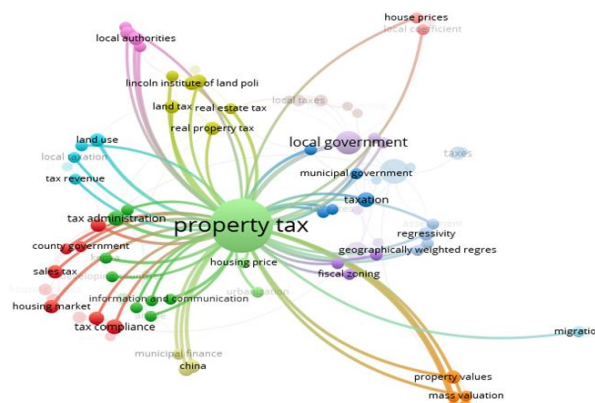 house prices
local coefficient
local authorities
lincoln institute of land poli
land tax
real estate tax
local taxes
real property tax
land use
local government
local taxation
taxes
municipal government
tax revenue
taxation
tax administration
property tax
regressivity
county government
geographically weighted regres
housing price
sales tax
fiscal zoning
urbanization
housing market
information and communication
tax compliance
migration
municipal finance
china
property values
mass valuation